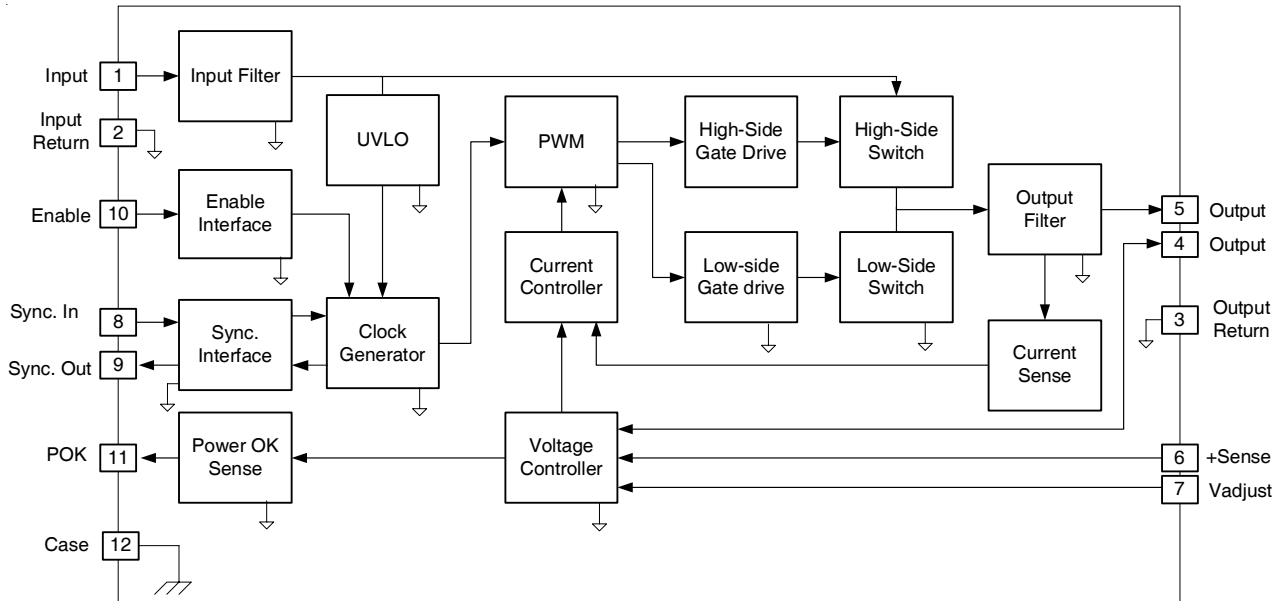 Input
1
Input Filter
Input
Return
2
UVLO
PWM
High-Side
Gate Drive
High-Side
Switch
Enable
10
Enable
Interface
Output
Filter
5
Output
4
Output
Current
Controller
Low-side
Gate drive
Low-Side
Switch
Sync. In
8
Sync. Out
9
Sync.
Interface
Clock
Generator
Current
Sense
3
Output
Return
POK
11
Power OK
Sense
Voltage
Controller
6
+Sense
7
Vadjust
Case
12